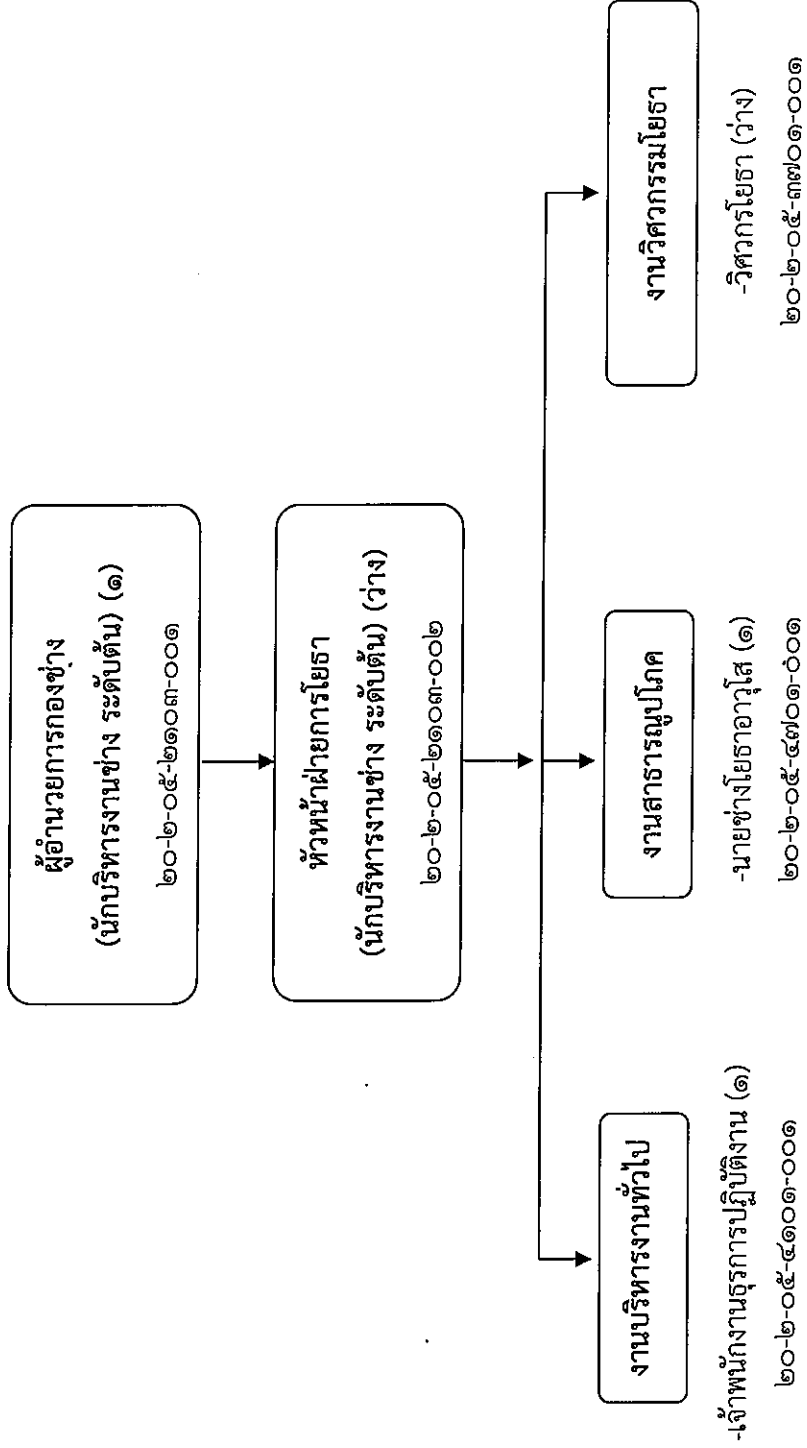 ผู้อำนวยการกองช่าง
(นักบริหารงานช่าง ระดับต้น) (๑)
๒๐-๒-๐๕-๒๑๐๓-๐๐๑
หัวหน้าฝ่ายการโยธา
(นักบริหารงานช่าง ระดับต้น) (ว่าง)
๒๐-๒-๐๕-๒๑๐๓-๐๐๒
งานบริหารงานทั่วไป
-เจ้าพนักงานธุรการปฏิบัติงาน (๑)
๒๐-๒-๐๕-๔๑๐๑-๐๐๑
งานสาธารณูปโภค
-นายช่างโยธาอาวุโส (๑)
๒๐-๒-๐๕-๔๗๐๑-๐๐๑
งานวิศวกรรมโยธา
-วิศวกรโยธา (ว่าง)
๒๐-๒-๐๕-๓๗๐๑-๐๐๑